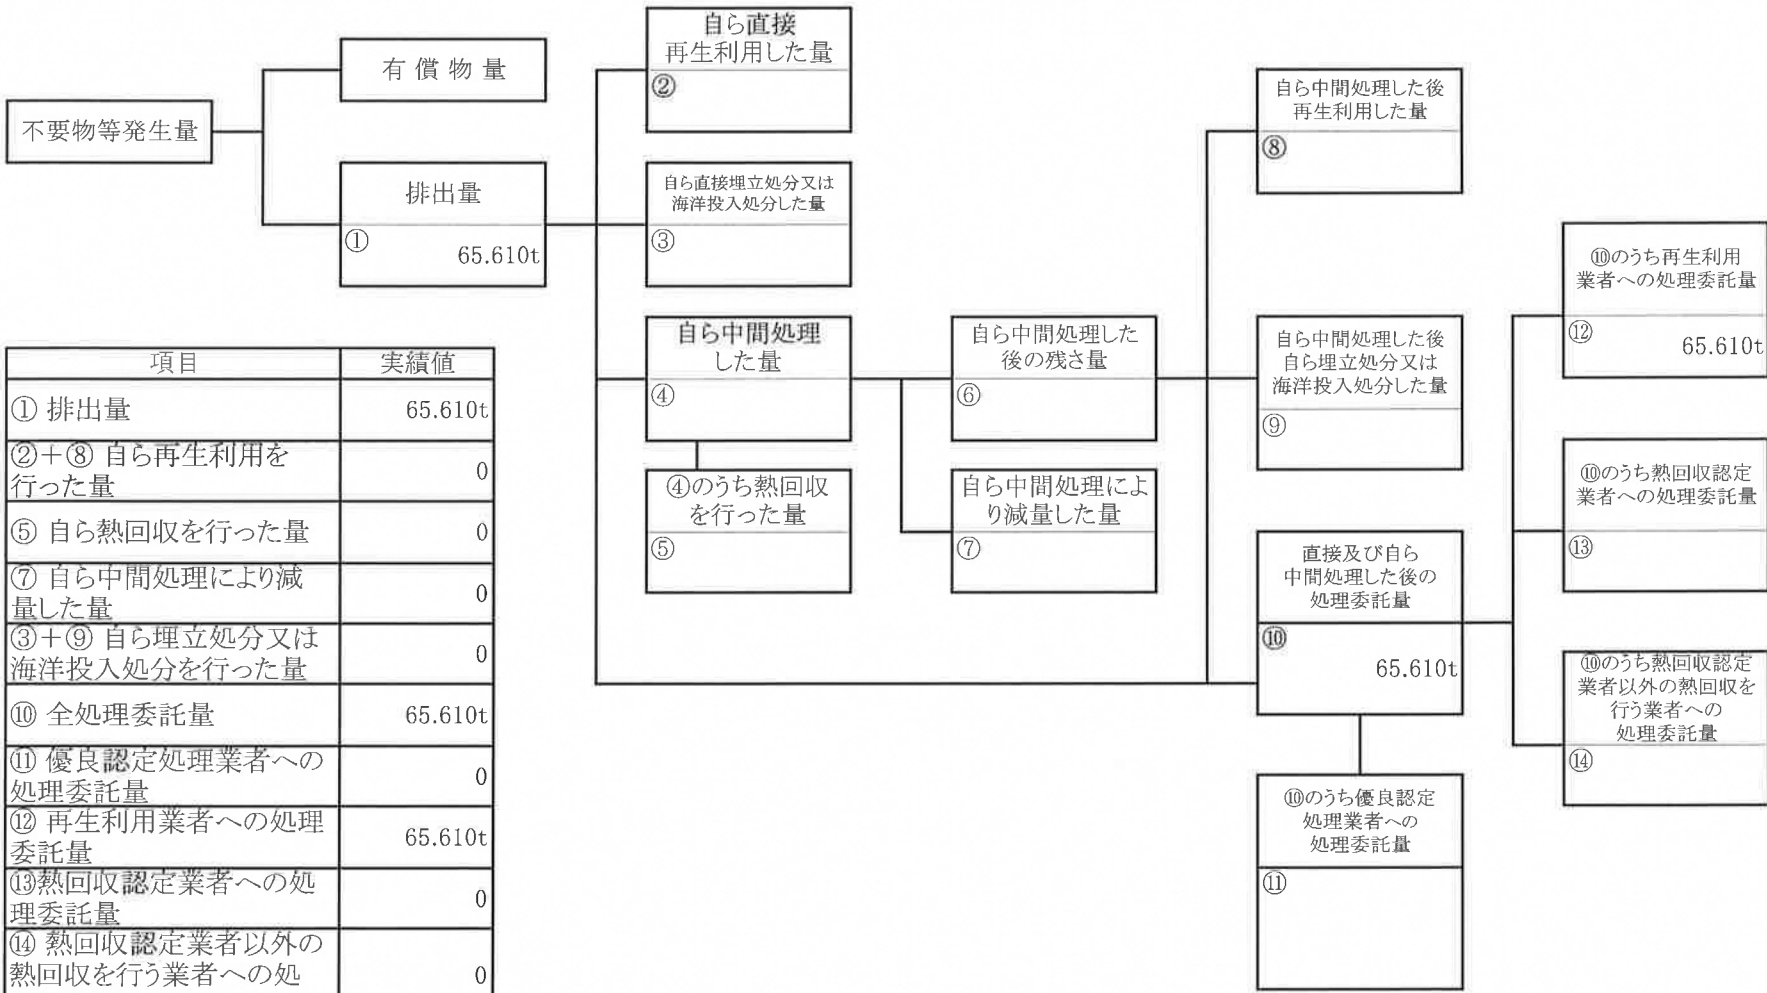 不要物等発生量
有償物量
排出量
①
65.610t
自ら直接
再生利用した量
②
自ら直接埋立処分又は
海洋投入処分した量
③
自ら中間処理
した量
④
④のうち熱回収
を行った量
⑤
自ら中間処理した
後の残さ量
⑥
自ら中間処理によ
り減量した量
⑦
自ら中間処理した後
再生利用した量
⑧
自ら中間処理した後
自ら埋立処分又は
海洋投入処分した量
⑨
直接及び自ら
中間処理した後の
処理委託量
⑩
65.610t
⑩のうち優良認定
処理業者への
処理委託量
⑪
⑩のうち再生利用
業者への処理委託量
⑫
65.610t
⑩のうち熱回収認定
業者への処理委託量
⑬
⑩のうち熱回収認定
業者以外の熱回収を
行う業者への
処理委託量
⑭
項目 実績値
① 排出量 65.610t
②+⑧ 自ら再生利用を
行った量 0
⑤ 自ら熱回収を行った量 0
⑦ 自ら中間処理により減
量した量 0
③+⑨ 自ら埋立処分又は
海洋投入処分を行った量 0
⑩ 全処理委託量 65.610t
⑪ 優良認定処理業者への
処理委託量 0
⑫ 再生利用業者への処理
委託量 65.610t
⑬熱回収認定業者への処
理委託量 0
⑭ 熱回収認定業者以外の
熱回収を行う業者への処 0